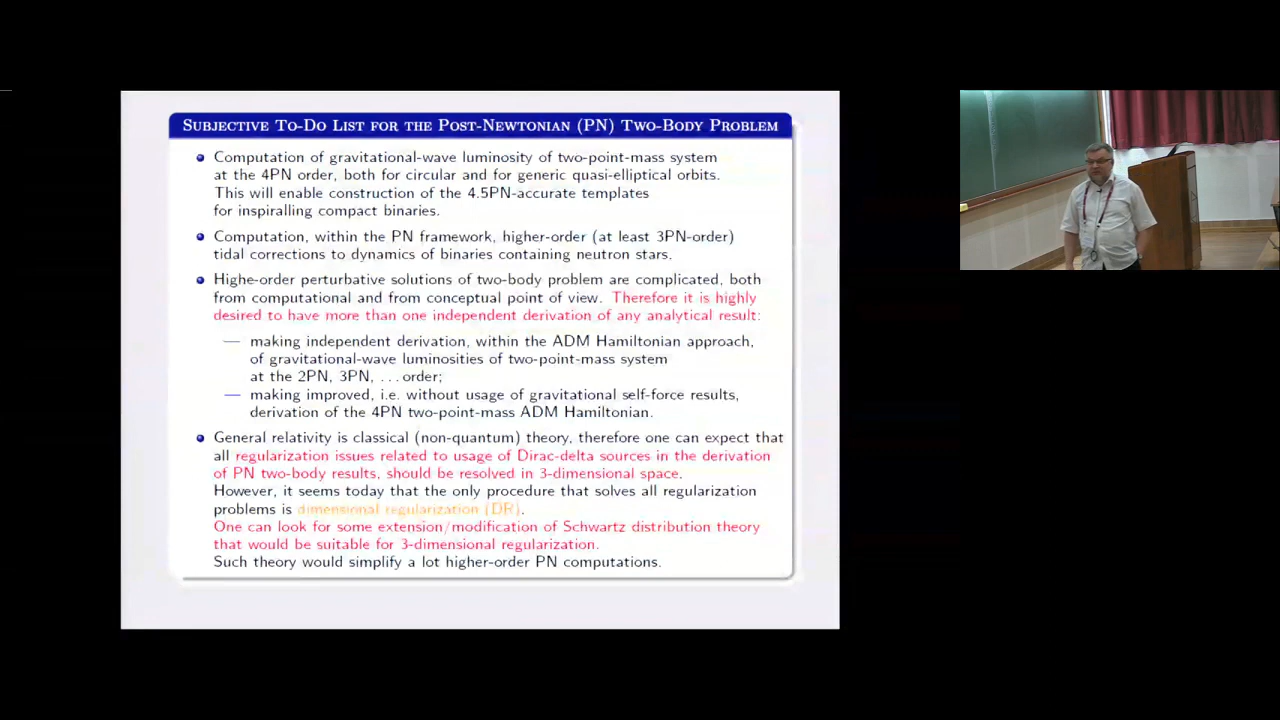 Subjective To-Do List for the Post-Newtonian (PN) Two-Body Problem
Computation of gravitational-wave luminosity of two-point-mass system
at the 4PN order, both for circular and for generic quasi-elliptical orbits.
This will enable construction of the 4.5PN-accurate templates
for inspiralling compact binaries.
Computation, within the PN framework, higher-order (at least 3PN-order)
tidal corrections to dynamics of binaries containing neutron stars.
Highe-order perturbative solutions of two-body problem are complicated, both
from computational and from conceptual point of view. Therefore it is highly
desired to have more than one independent derivation of any analytical result:
— making independent derivation, within the ADM Hamiltonian approach,
of gravitational-wave luminosities of two-point-mass system
at the 2PN, 3PN, ... order;
— making improved, i.e. without usage of gravitational self-force results,
derivation of the 4PN two-point-mass ADM Hamiltonian.
General relativity is classical (non-quantum) theory, therefore one can expect that
all regularization issues related to usage of Dirac-delta sources in the derivation
of PN two-body results, should be resolved in 3-dimensional space.
However, it seems today that the only procedure that solves all regularization
problems is dimensional regularization (DR).
One can look for some extension/modification of Schwartz distribution theory
that would be suitable for 3-dimensional regularization.
Such theory would simplify a lot higher-order PN computations.